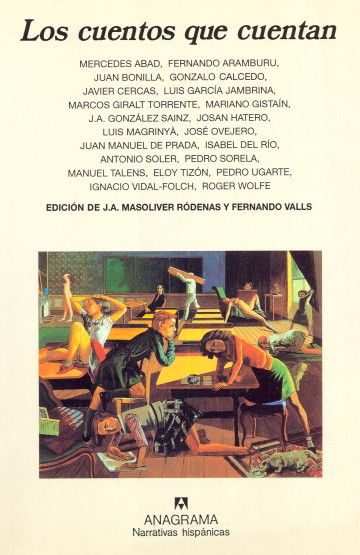 Los cuentos que cuentan
MERCEDES ABAD, FERNANDO ARAMBURU,
JUAN BONILLA, GONZALO CALCEDO,
JAVIER CERCAS, LUIS GARCÍA JAMBRINA,
MARCOS GIRALT TORRENTE, MARIANO GISTAÍN,
J.A. GONZÁLEZ SAINZ, JOSAN HATERO,
LUIS MAGRINYÀ, JOSÉ OVEJERO,
JUAN MANUEL DE PRADA, ISABEL DEL RÍO,
ANTONIO SOLER, PEDRO SORELA,
MANUEL TALENS, ELOY TIZÓN, PEDRO UGARTE,
IGNACIO VIDAL-FOLCH, ROGER WOLFE
EDICIÓN DE J.A. MASOLIVER RÓDENAS Y FERNANDO VALLS
ANAGRAMA
Narrativas hispánicas